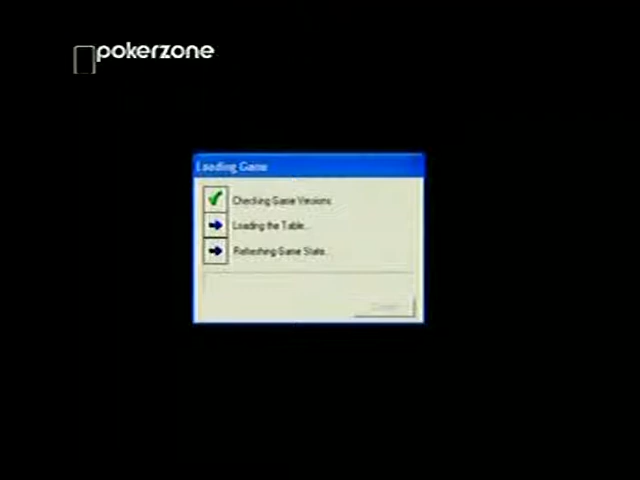 pokerzone
Loading Game
Checking Game Versions
Loading the Table...
Refreshing Game State...